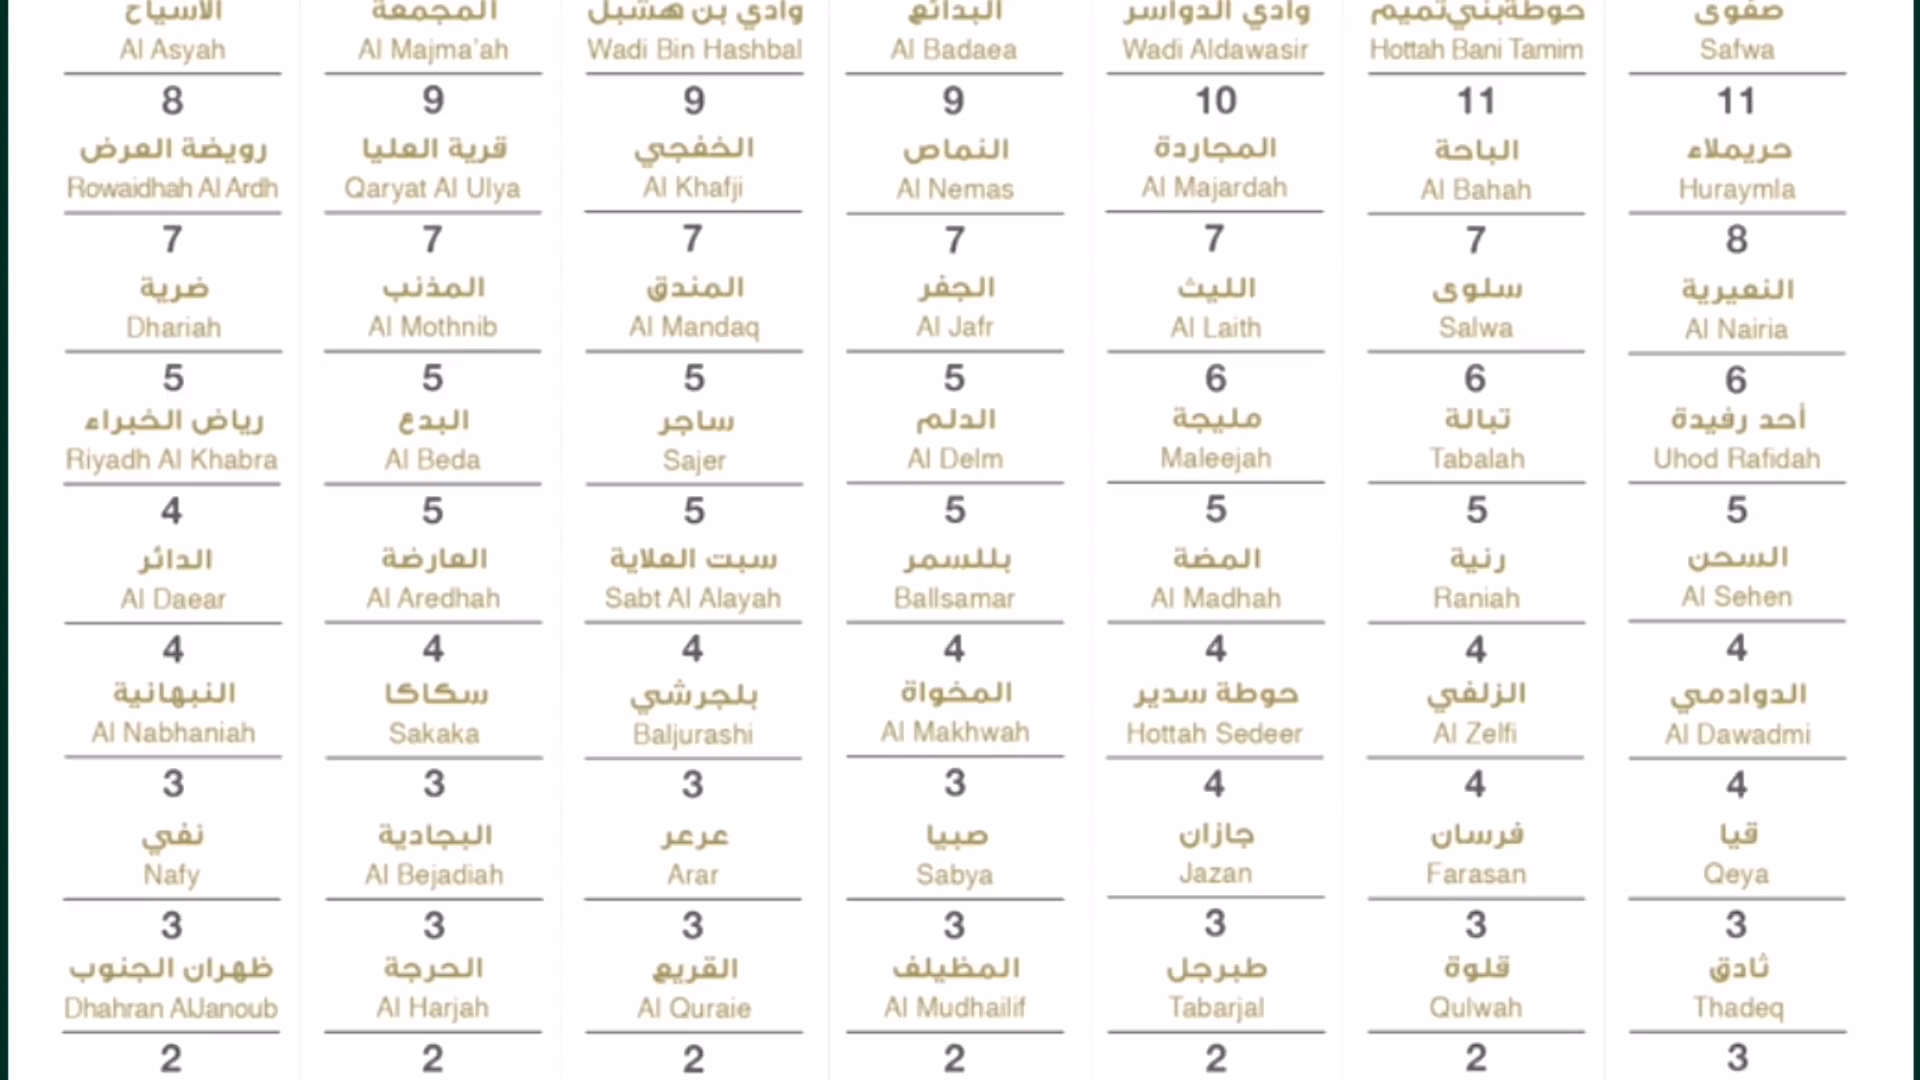 صفوى
Safwa
11
حوطة بني تميم
Hottah Bani Tamim
11
وادي الدواسر
Wadi Aldawasir
10
البدائع
Al Badaea
9
وادي بن هشبل
Wadi Bin Hashbal
9
المجمعة
Al Majma'ah
9
الأسياح
Al Asyah
8
حريملاء
Huraymla
8
الباحة
Al Bahah
7
المجاردة
Al Majardah
7
النماص
Al Nemas
7
الخفجي
Al Khafji
7
قرية العليا
Qaryat Al Ulya
7
رويضة العرض
Rowaidhah Al Ardh
7
النعيرية
Al Nairia
6
سلوى
Salwa
6
الليث
Al Laith
6
الجفر
Al Jafr
5
المندق
Al Mandaq
5
المذنب
Al Mothnib
5
ضرية
Dhariah
5
أحد رفيدة
Uhod Rafidah
5
تبالة
Tabalah
5
مليجة
Maleejah
5
الدلم
Al Delm
5
ساجر
Sajer
5
البدع
Al Beda
5
رياض الخبراء
Riyadh Al Khabra
4
السحن
Al Sehen
4
رنية
Raniah
4
المضة
Al Madhah
4
بللسمر
Ballsamar
4
سبت العلاية
Sabt Al Alayah
4
العارضة
Al Aredhah
4
الدائر
Al Daear
4
الدوادمي
Al Dawadmi
4
الزلفي
Al Zelfi
4
حوطة سدير
Hottah Sedeer
4
المخواة
Al Makhwah
3
بلجرشي
Baljurashi
3
سكاكا
Sakaka
3
النبهانية
Al Nabhaniah
3
قيا
Qeya
3
فرسان
Farasan
3
جازان
Jazan
3
صبيا
Sabya
3
عرعر
Arar
3
البجادية
Al Bejadiah
3
نفي
Nafy
3
ثادق
Thadeq
3
قلوة
Qulwah
2
طبرجل
Tabarjal
2
المظيلف
Al Mudhailif
2
القريع
Al Quraie
2
الحرجة
Al Harjah
2
ظهران الجنوب
Dhahran AlJanoub
2